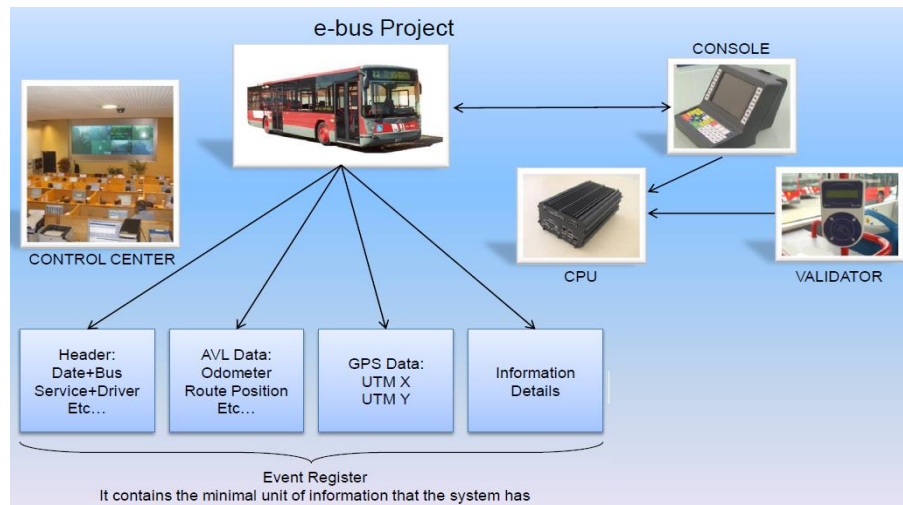 e-bus Project
CONSOLE
CONTROL CENTER
CPU
VALIDATOR
Header:
Date+Bus
Service+Driver
Etc…
AVL Data:
Odometer
Route Position
Etc…
GPS Data:
UTM X
UTM Y
Information
Details
Event Register
It contains the minimal unit of information that the system has